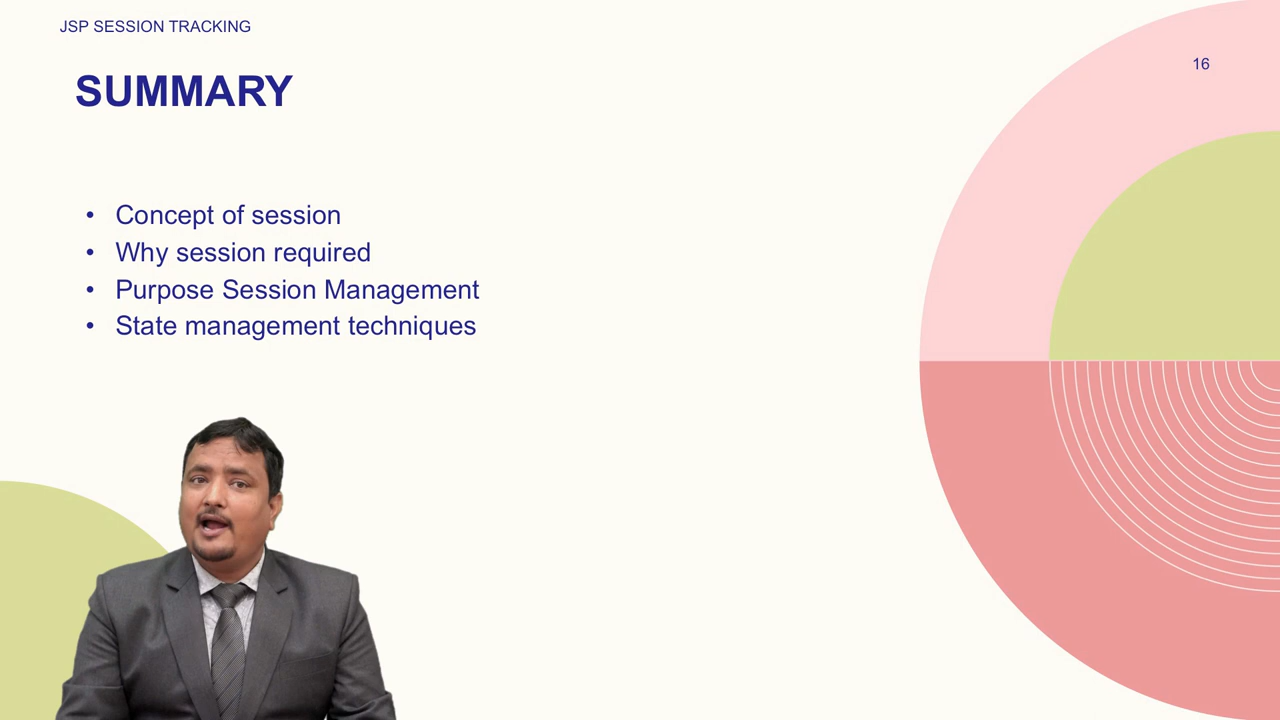 JSP SESSION TRACKING
16
SUMMARY
• Concept of session
• Why session required
• Purpose Session Management
• State management techniques